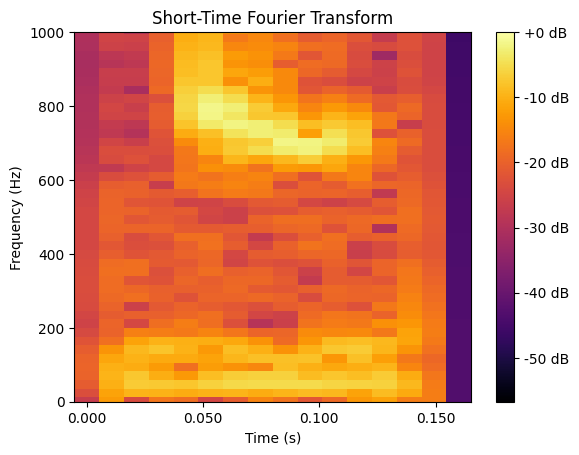 Short-Time Fourier Transform
1000
800
600
400
200
0
Frequency (Hz)
0.000
0.050
0.100
0.150
Time (s)
+0 dB
-10 dB
-20 dB
-30 dB
-40 dB
-50 dB